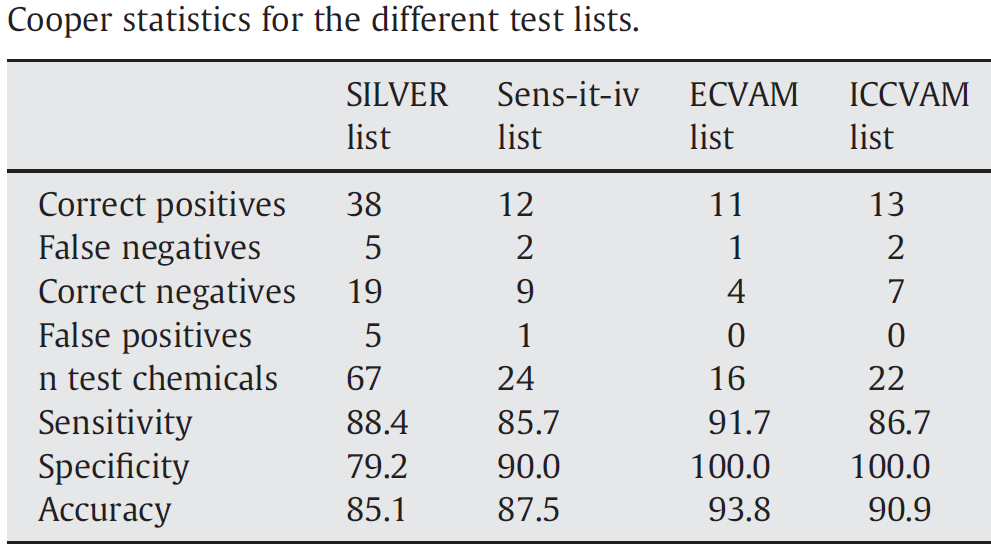 Cooper statistics for the different test lists.
SILVER list Sens-it-iv list ECVAM list ICCVAM list
Correct positives 38 12 11 13
False negatives 5 2 1 2
Correct negatives 19 9 4 7
False positives 5 1 0 0
n test chemicals 67 24 16 22
Sensitivity 88.4 85.7 91.7 86.7
Specificity 79.2 90.0 100.0 100.0
Accuracy 85.1 87.5 93.8 90.9